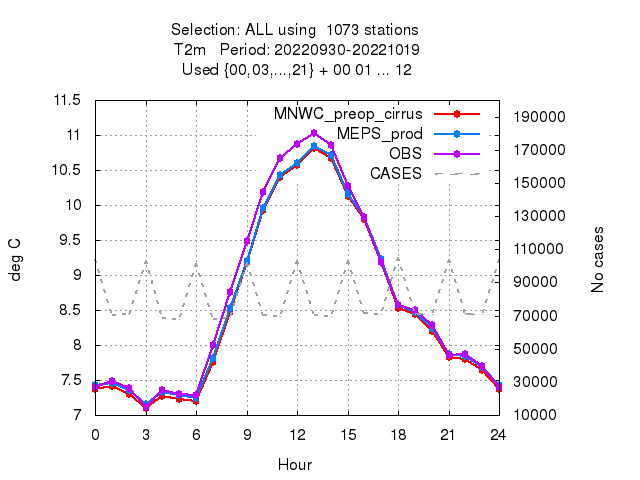 Selection: ALL using  1073 stations
T2m   Period: 20220930-20221019
Used {00,03,...,21} + 00 01 ... 12
MNWC_preop_cirrus
MEPS_prod
OBS
CASES
11.5
11
10.5
10
9.5
9
8.5
8
7.5
7
190000
170000
150000
130000
110000
90000
70000
50000
30000
10000
deg C
No cases
0 3 6 9 12 15 18 21 24
Hour